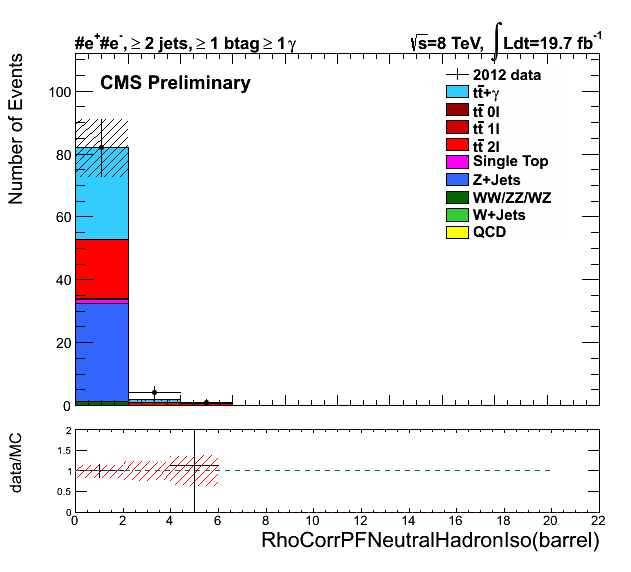 #e⁺#e⁻, ≥ 2 jets, ≥ 1 btag ≥ 1 γ
√s=8 TeV, ∫ Ldt=19.7 fb⁻¹
CMS Preliminary
2012 data
tt̄+γ
tt̄ 0l
tt̄ 1l
tt̄ 2l
Single Top
Z+Jets
WW/ZZ/WZ
W+Jets
QCD
Number of Events
100
80
60
40
20
0
data/MC
2
1.5
1
0.5
0
0 2 4 6 8 10 12 14 16 18 20 22
RhoCorrPFNeutralHadronIso(barrel)